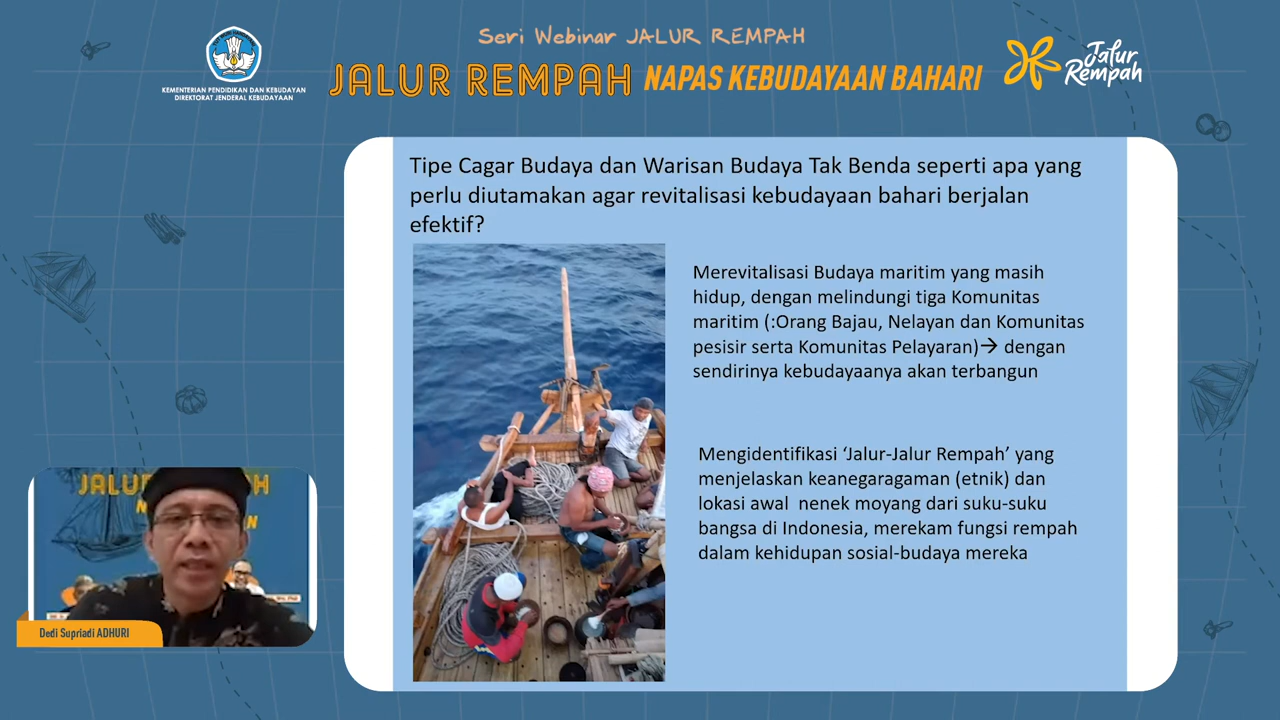 Seri Webinar JALUR REMPAH
JALUR REMPAH NAPAS KEBUDAYAAN BAHARI
KEMENTERIAN PENDIDIKAN DAN KEBUDAYAN
DIREKTORAT JENDERAL KEBUDAYAAN
Jalur
Rempah
Tipe Cagar Budaya dan Warisan Budaya Tak Benda seperti apa yang
perlu diutamakan agar revitalisasi kebudayaan bahari berjalan
efektif?
Merevitalisasi Budaya maritim yang masih
hidup, dengan melindungi tiga Komunitas
maritim (:Orang Bajau, Nelayan dan Komunitas
pesisir serta Komunitas Pelayaran)→ dengan
sendirinya kebudayaanya akan terbangun
Mengidentifikasi ‘Jalur-Jalur Rempah’ yang
menjelaskan keanegaragaman (etnik) dan
lokasi awal  nenek moyang dari suku-suku
bangsa di Indonesia, merekam fungsi rempah
dalam kehidupan sosial-budaya mereka
Dedi Supriadi ADHURI